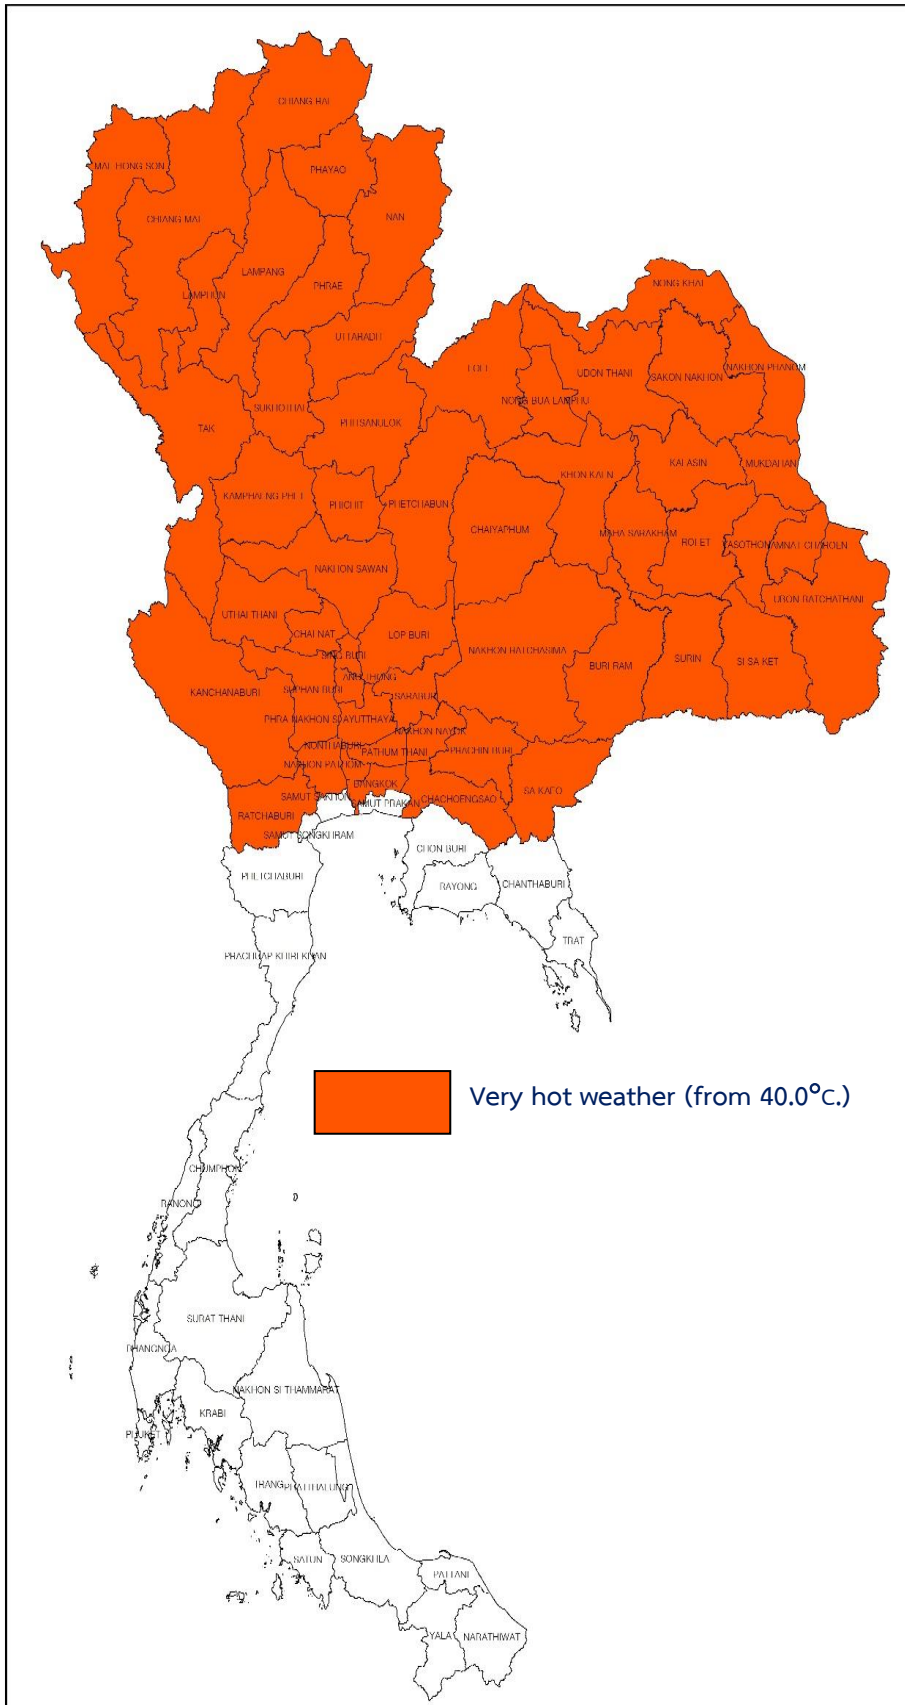 CHIANG RAI
MAE HONG SON
PHAYAO
CHIANG MAI
NAN
LAMPANG
LAMPHUN
PHRAE
NONG KHAI
UTTARADIT
LOEI
UDON THANI
SAKON NAKHON
NAKHON PHANOM
NONG BUA LAMPHU
SUKHOTHAI
TAK
PHITSANULOK
KALASIN
MUKDAHAN
KHON KAEN
KAMPHAENG PHET
PHICHIT
PHETCHABUN
CHAIYAPHUM
MAHA SARAKHAM
ROI ET
YASOTHON
AMNAT CHAROEN
NAKHON SAWAN
UBON RATCHATHANI
UTHAI THANI
CHAI NAT
LOP BURI
NAKHON RATCHASIMA
BURI RAM
SURIN
SI SA KET
SING BURI
ANG THONG
KANCHANABURI
SUPHAN BURI
SARABURI
PHRA NAKHON SI AYUTTHAYA
NAKHON NAYOK
NONTHABURI
PATHUM THANI
PRACHIN BURI
NAKHON PATHOM
BANGKOK
SA KAEO
SAMUT SAKHON
SAMUT PRAKAN
CHACHOENGSAO
RATCHABURI
SAMUT SONGKHRAM
CHON BURI
PHETCHABURI
RAYONG
CHANTHABURI
TRAT
PRACHUAP KHIRI KHAN
Very hot weather (from 40.0°C.)
CHUMPHON
RANONG
SURAT THANI
PHANGNGA
NAKHON SI THAMMARAT
KRABI
PHUKET
TRANG
PHATTHALUNG
SATUN
SONGKHLA
PATTANI
YALA
NARATHIWAT